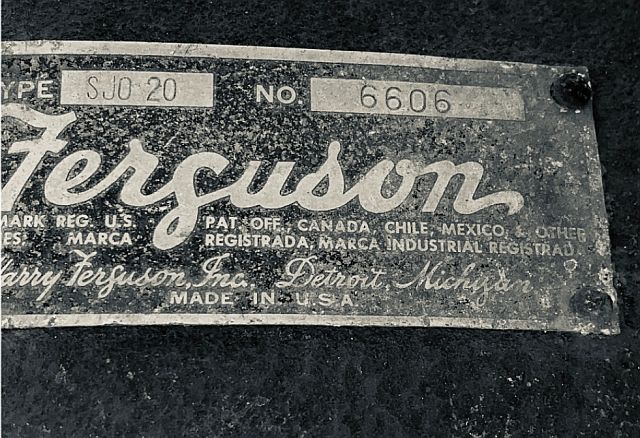 YPE SJO 20 NO. 6606
Ferguson
MARK REG. U.S. PAT. OFF., CANADA, CHILE, MEXICO, & OTHER
ES. MARCA REGISTRADA, MARCA INDUSTRIAL REGISTRAD
Harry Ferguson, Inc. Detroit, Michigan
MADE IN U.S.A